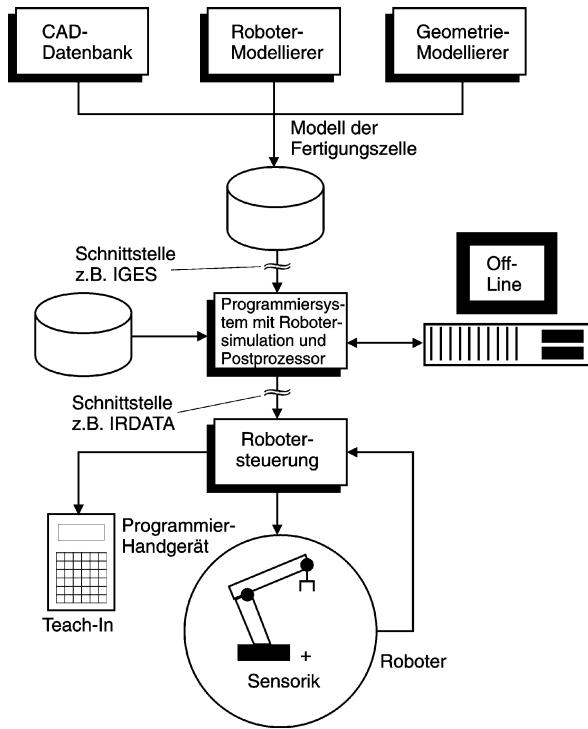 CAD-
Datenbank
Roboter-
Modellierer
Geometrie-
Modellierer
Modell der
Fertigungszelle
Schnittstelle
z.B. IGES
Off-
Line
Programmiersys-
tem mit Roboter-
simulation und
Postprozessor
Schnittstelle
z.B. IRDATA
Roboter-
steuerung
Programmier-
Handgerät
Teach-In
+
Sensorik
Roboter